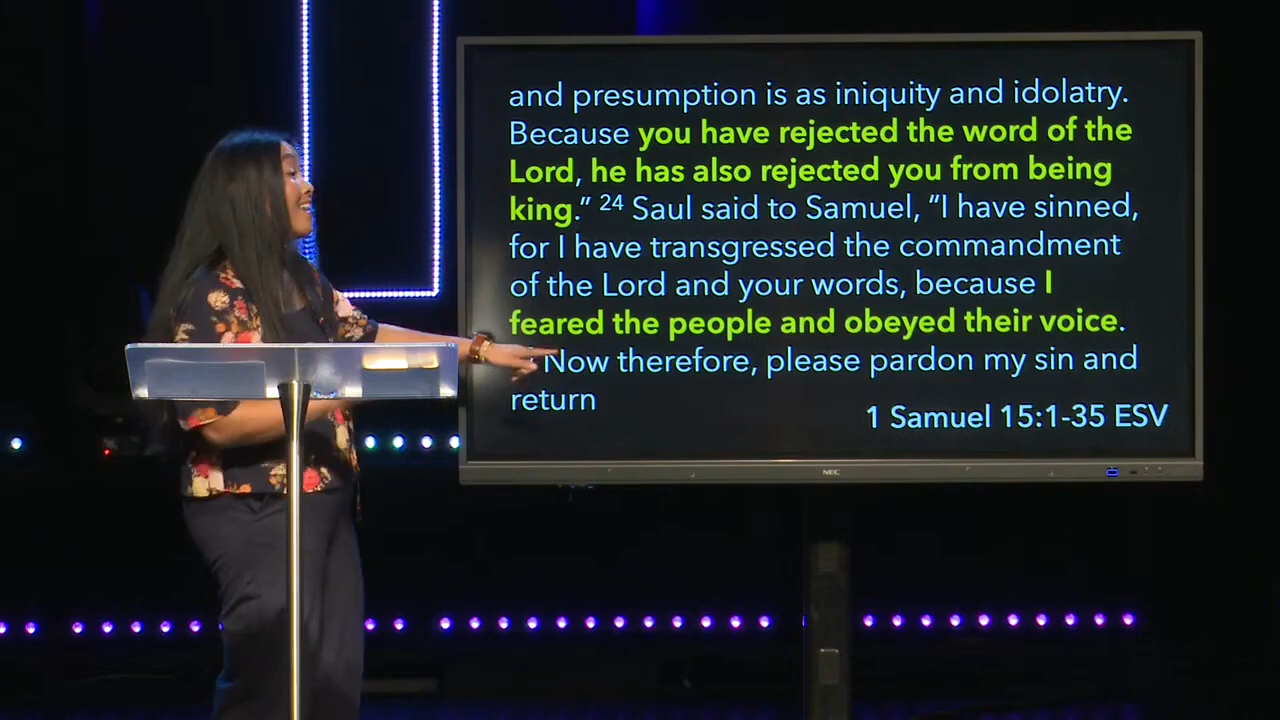 and presumption is as iniquity and idolatry.
Because you have rejected the word of the
Lord, he has also rejected you from being
king.” 24 Saul said to Samuel, “I have sinned,
for I have transgressed the commandment
of the Lord and your words, because I
feared the people and obeyed their voice.
Now therefore, please pardon my sin and
return
1 Samuel 15:1-35 ESV
NEC